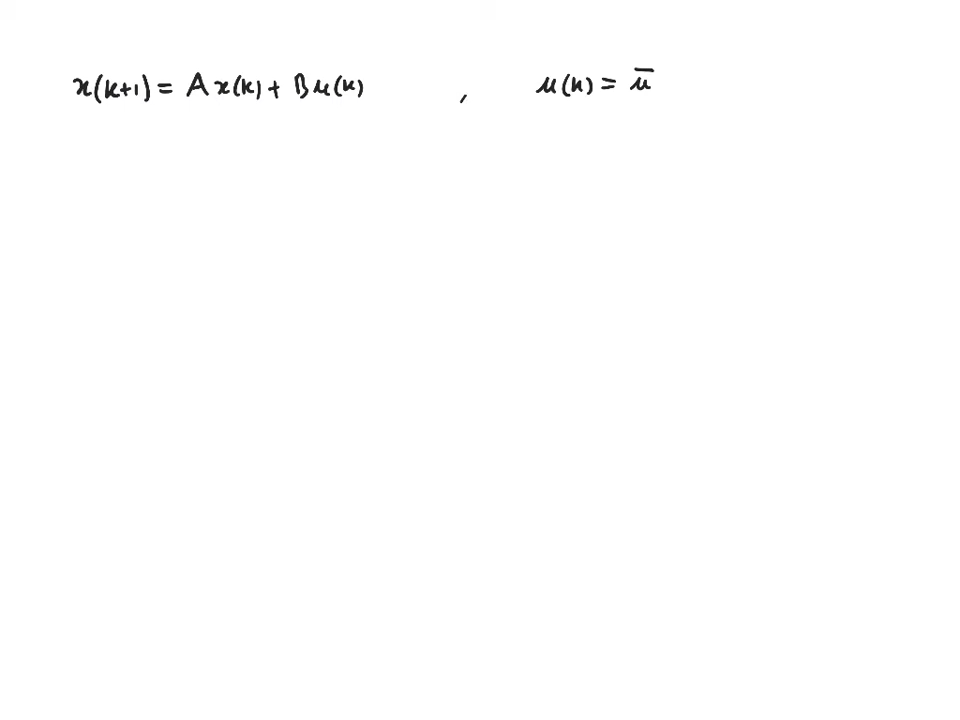 x(k+1) = A x(k) + B u(k) , u(k) = ū